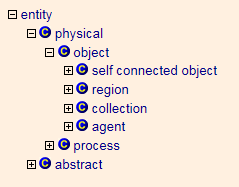 entity
physical
object
self connected object
region
collection
agent
process
abstract